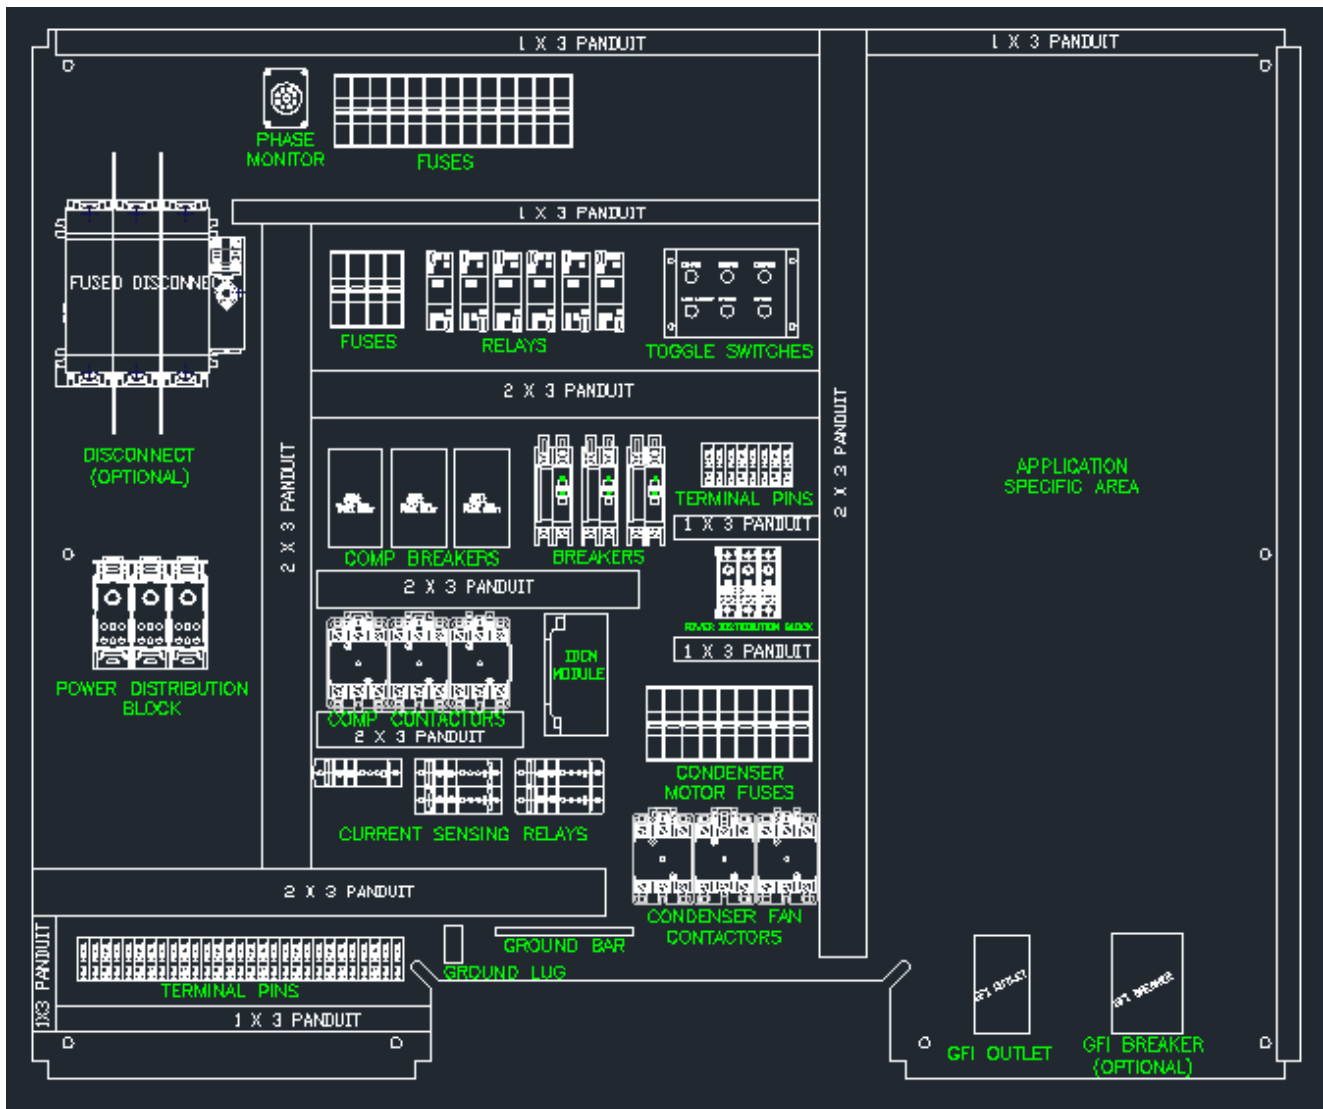 1 X 3 PANDUIT
1 X 3 PANDUIT
PHASE
MONITOR
FUSES
1 X 3 PANDUIT
FUSED DISCONNEC
FUSES
RELAYS
TOGGLE SWITCHES
2 X 3 PANDUIT
DISCONNECT
(OPTIONAL)
2 X 3 PANDUIT
2 X 3 PANDUIT
APPLICATION
SPECIFIC AREA
TERMINAL PINS
1 X 3 PANDUIT
COMP BREAKERS
BREAKERS
2 X 3 PANDUIT
POWER DISTRIBUTION BLOCK
1 X 3 PANDUIT
IDCM
MODULE
POWER DISTRIBUTION
BLOCK
COMP CONTACTORS
2 X 3 PANDUIT
CONDENSER
MOTOR FUSES
CURRENT SENSING RELAYS
2 X 3 PANDUIT
CONDENSER FAN
CONTACTORS
GROUND BAR
GROUND LUG
1X3 PANDUIT
TERMINAL PINS
1 X 3 PANDUIT
GFI OUTLET
GFI BREAKER
GFI OUTLET
GFI BREAKER
(OPTIONAL)